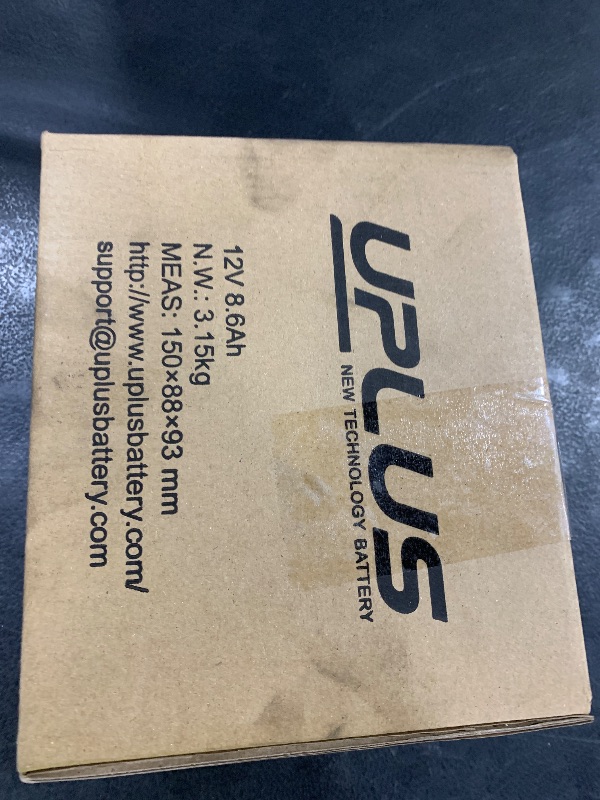 UPLUS
NEW TECHNOLOGY BATTERY
12V 8.6Ah
N.W.: 3.15kg
MEAS: 150×88×93 mm
http://www.uplusbattery.com/
support@uplusbattery.com